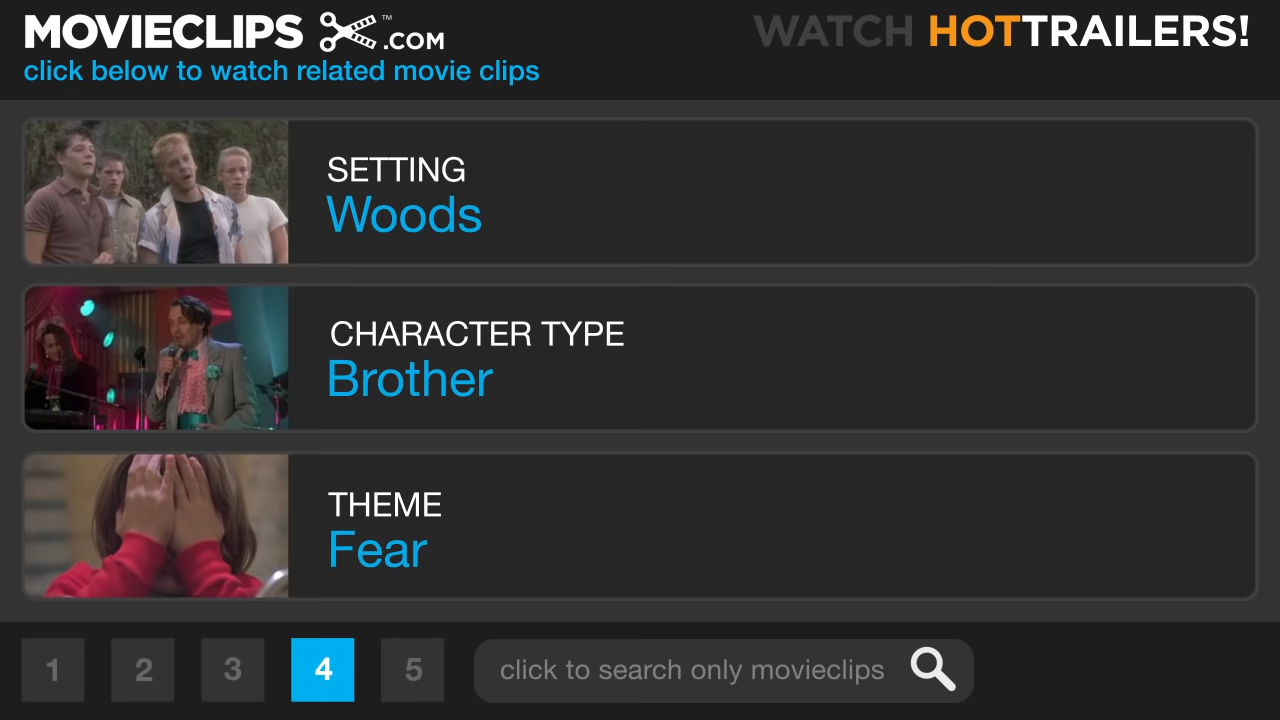 MOVIECLIPS ™ .COM
WATCH HOTTRAILERS!
click below to watch related movie clips
SETTING
Woods
CHARACTER TYPE
Brother
THEME
Fear
1 2 3 4 5 click to search only movieclips